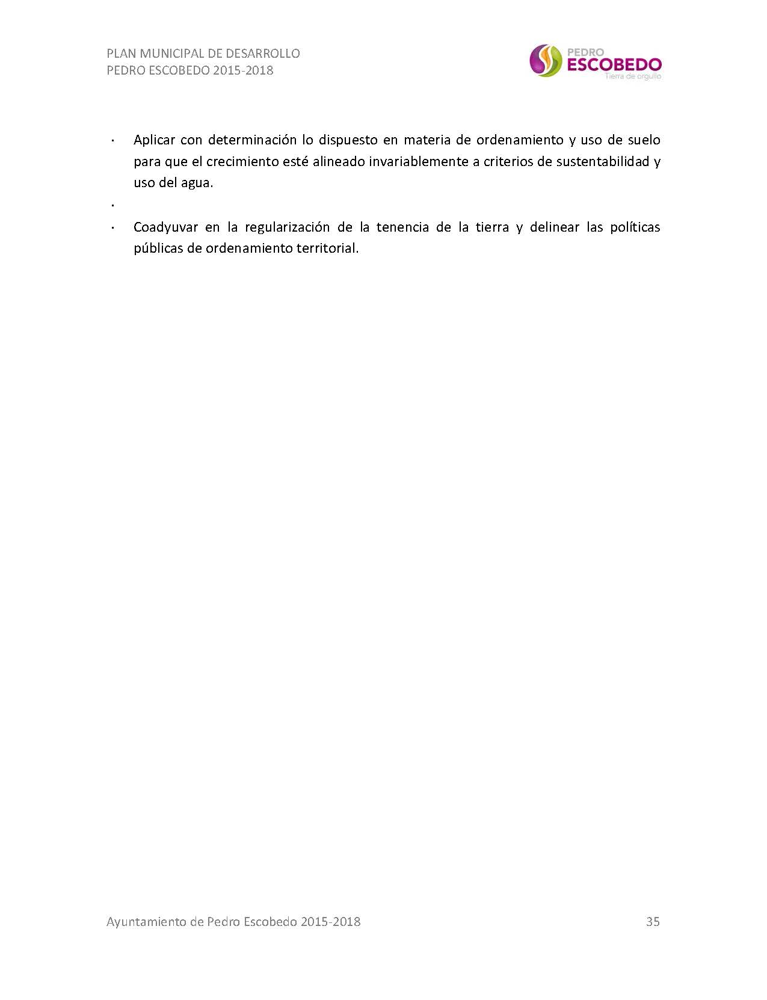 PLAN MUNICIPAL DE DESARROLLO
PEDRO ESCOBEDO 2015-2018
PEDRO
ESCOBEDO
Tierra de orgullo
· Aplicar con determinación lo dispuesto en materia de ordenamiento y uso de suelo
para que el crecimiento esté alineado invariablemente a criterios de sustentabilidad y
uso del agua.
·
· Coadyuvar en la regularización de la tenencia de la tierra y delinear las políticas
públicas de ordenamiento territorial.
Ayuntamiento de Pedro Escobedo 2015-2018 35